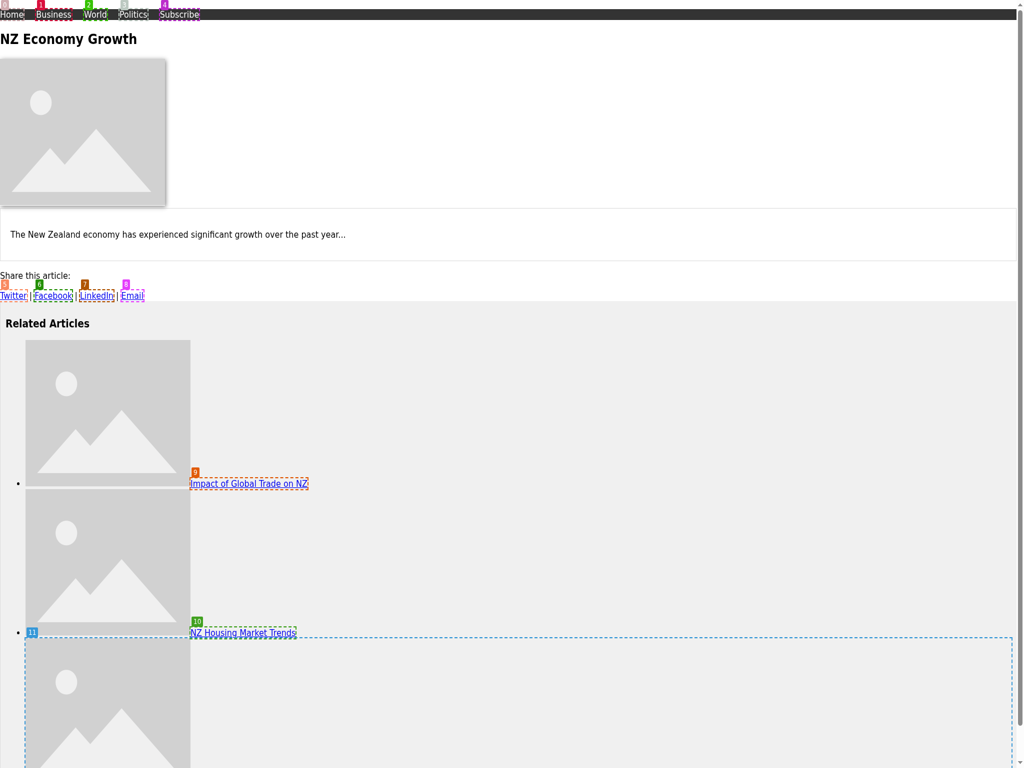 0 1 2 3 4
Home Business World Politics Subscribe
NZ Economy Growth
The New Zealand economy has experienced significant growth over the past year...
Share this article:
5 6 7 8
Twitter | Facebook | LinkedIn | Email
Related Articles
9
Impact of Global Trade on NZ
10
11
NZ Housing Market Trends